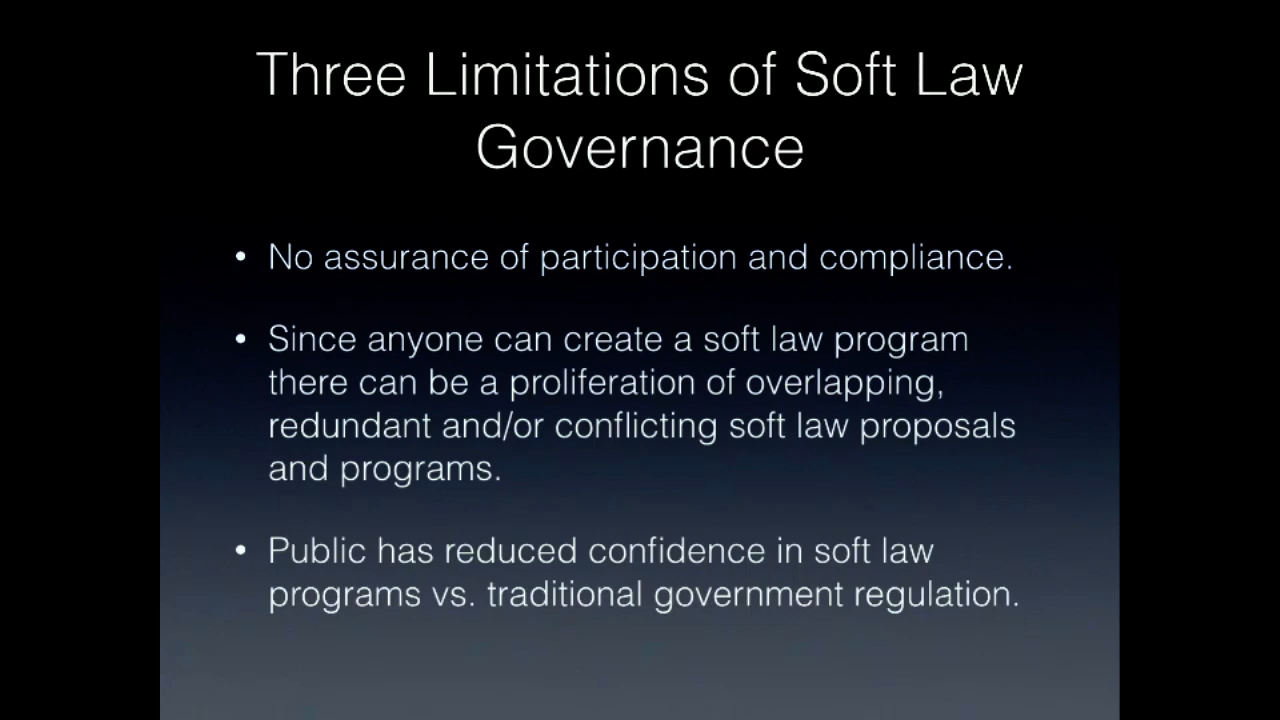 Three Limitations of Soft Law
Governance
• No assurance of participation and compliance.
• Since anyone can create a soft law program
there can be a proliferation of overlapping,
redundant and/or conflicting soft law proposals
and programs.
• Public has reduced confidence in soft law
programs vs. traditional government regulation.